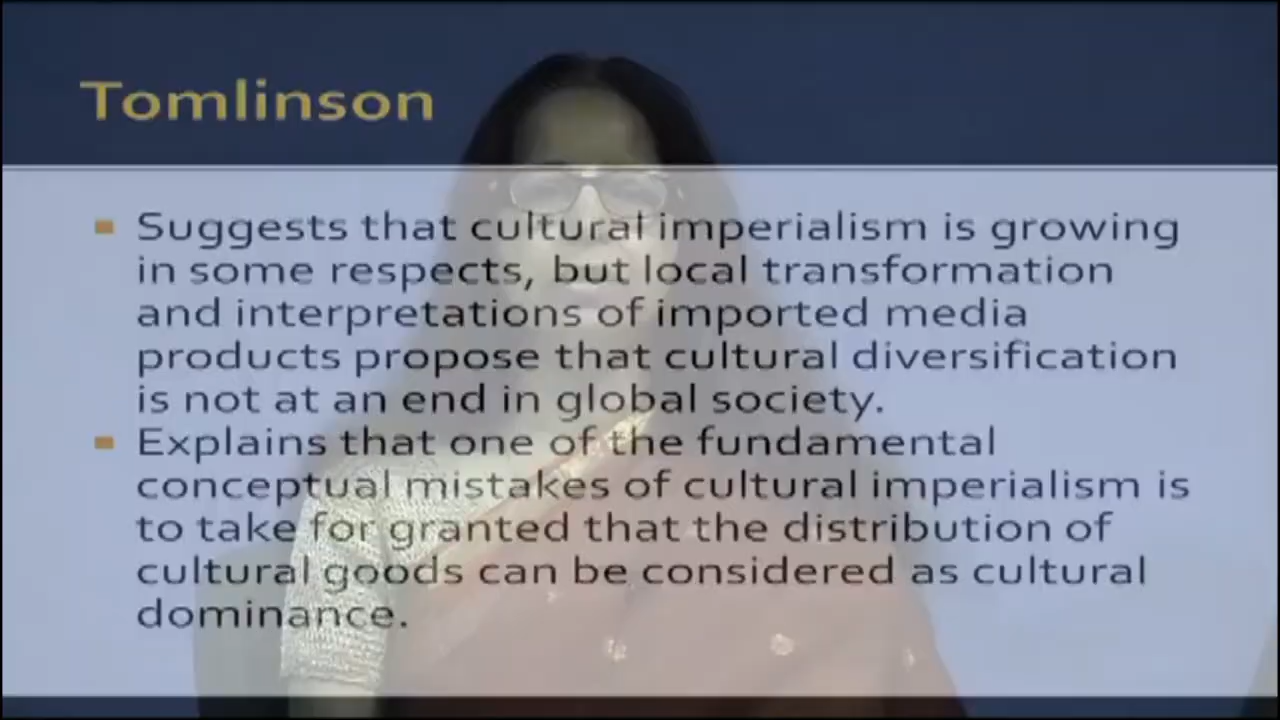 Tomlinson
Suggests that cultural imperialism is growing
in some respects, but local transformation
and interpretations of imported media
products propose that cultural diversification
is not at an end in global society.
Explains that one of the fundamental
conceptual mistakes of cultural imperialism is
to take for granted that the distribution of
cultural goods can be considered as cultural
dominance.